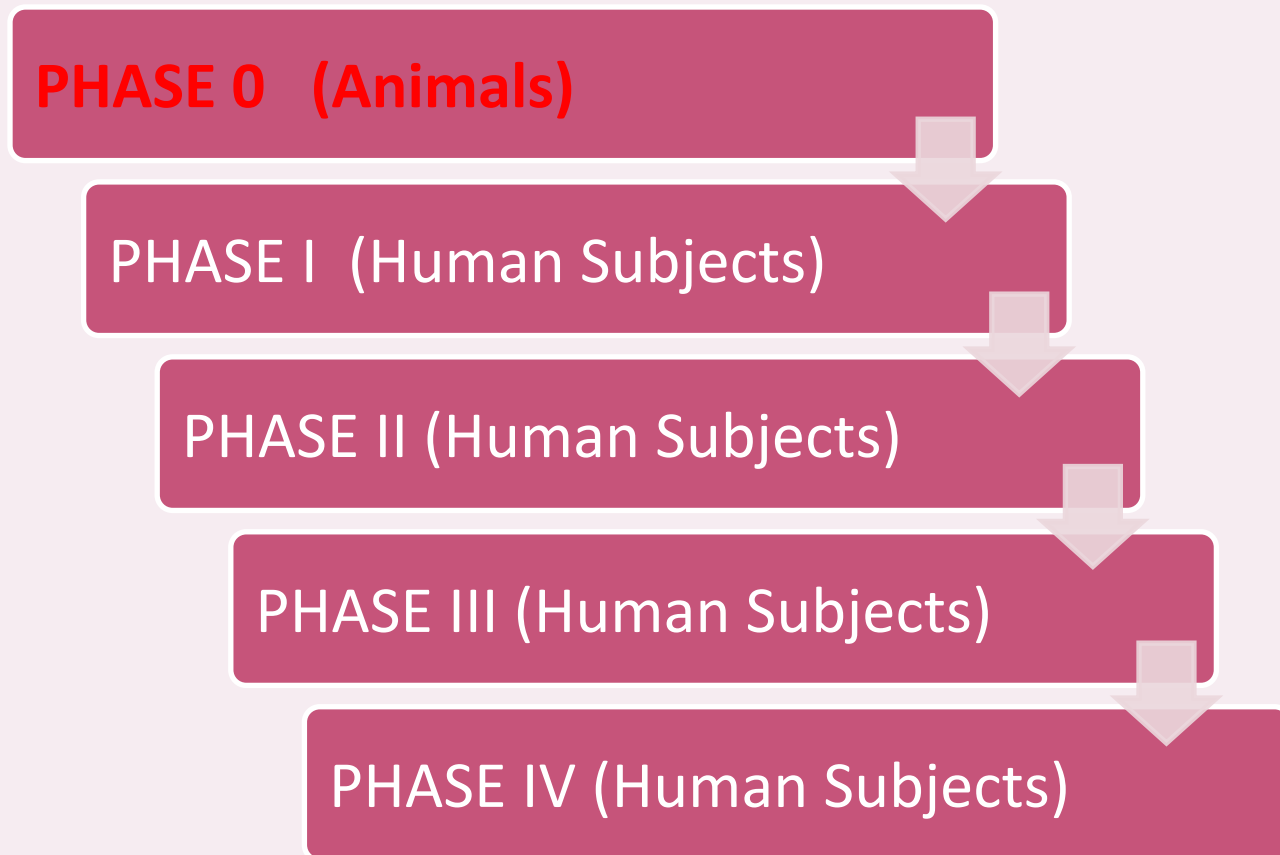 PHASE 0   (Animals)
PHASE I  (Human Subjects)
PHASE II (Human Subjects)
PHASE III (Human Subjects)
PHASE IV (Human Subjects)